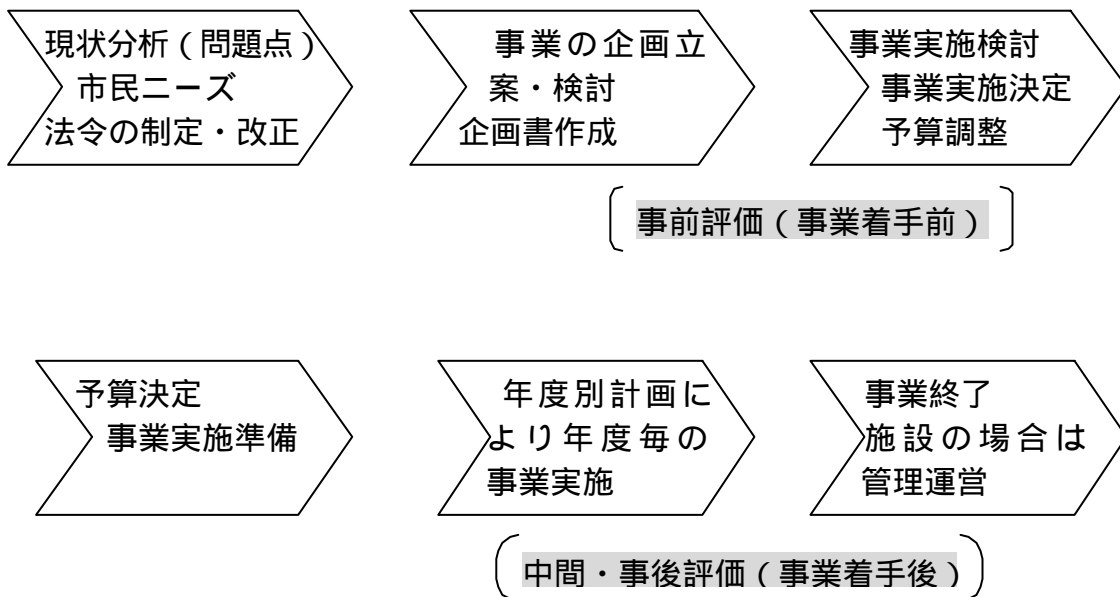 現状分析（問題点）
市民ニーズ
法令の制定・改正
事業の企画立
案・検討
企画書作成
事業実施検討
事業実施決定
予算調整
事前評価（事業着手前）
予算決定
事業実施準備
年度別計画に
より年度毎の
事業実施
事業終了
施設の場合は
管理運営
中間・事後評価（事業着手後）